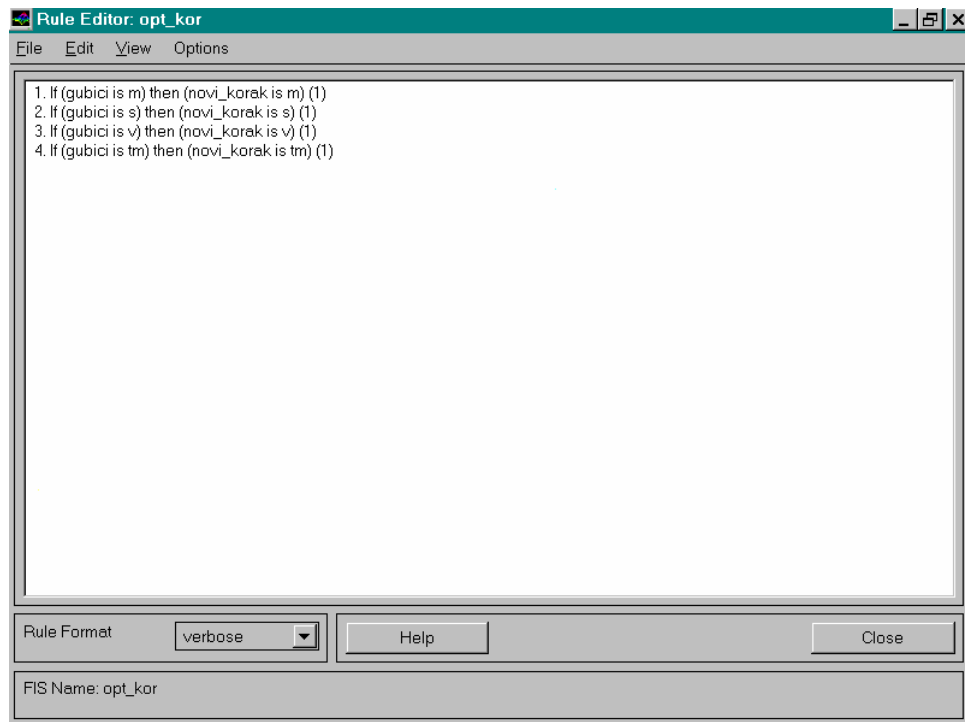 Rule Editor: opt_kor
File Edit View Options
1. If (gubici is m) then (novi_korak is m) (1)
2. If (gubici is s) then (novi_korak is s) (1)
3. If (gubici is v) then (novi_korak is v) (1)
4. If (gubici is tm) then (novi_korak is tm) (1)
Rule Format verbose Help Close
FIS Name: opt_kor